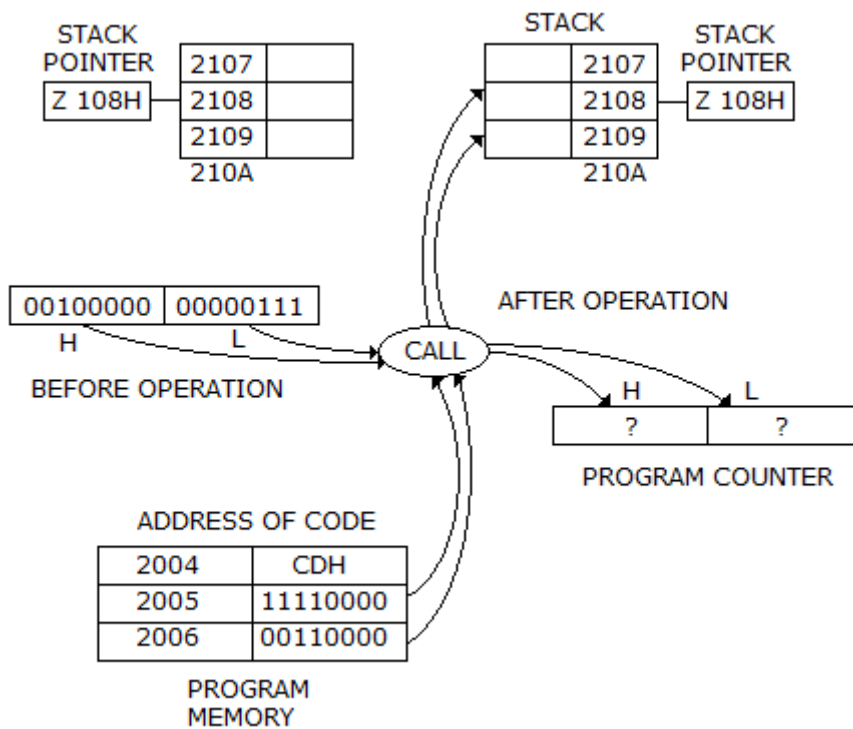 STACK
POINTER
Z 108H
2107
2108
2109
210A
STACK
2107
2108
2109
210A
STACK
POINTER
Z 108H
00100000 00000111
H L
BEFORE OPERATION
CALL
AFTER OPERATION
H L
? ?
PROGRAM COUNTER
ADDRESS OF CODE
2004 CDH
2005 11110000
2006 00110000
PROGRAM
MEMORY